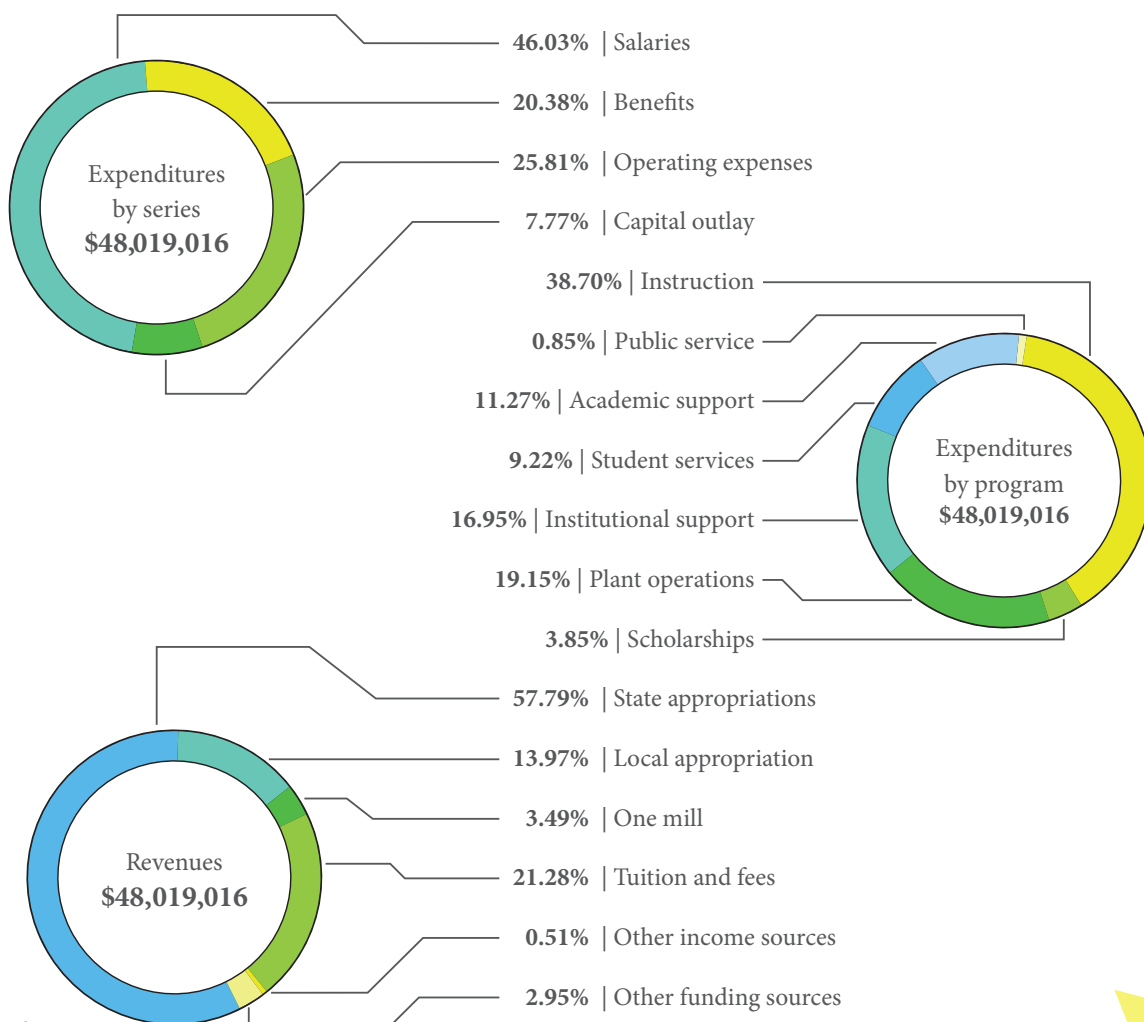 46.03% | Salaries
20.38% | Benefits
25.81% | Operating expenses
7.77% | Capital outlay
Expenditures
by series
$48,019,016
38.70% | Instruction
0.85% | Public service
11.27% | Academic support
9.22% | Student services
16.95% | Institutional support
19.15% | Plant operations
3.85% | Scholarships
Expenditures
by program
$48,019,016
57.79% | State appropriations
13.97% | Local appropriation
3.49% | One mill
21.28% | Tuition and fees
0.51% | Other income sources
2.95% | Other funding sources
Revenues
$48,019,016